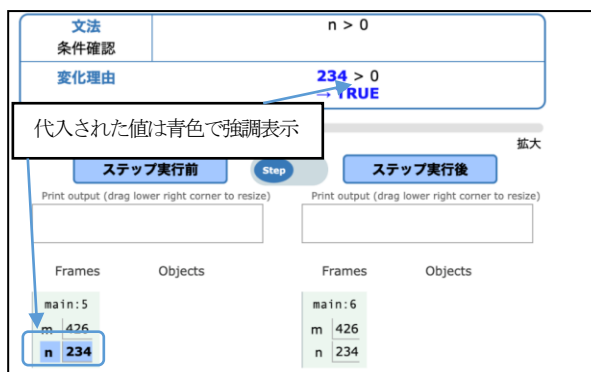 文法
条件確認
n > 0
変化理由
234 > 0
→ TRUE
代入された値は青色で強調表示
拡大
ステップ実行前
Step
ステップ実行後
Print output (drag lower right corner to resize)
Print output (drag lower right corner to resize)
Frames
Objects
Frames
Objects
main:5
m 426
n 234
main:6
m 426
n 234